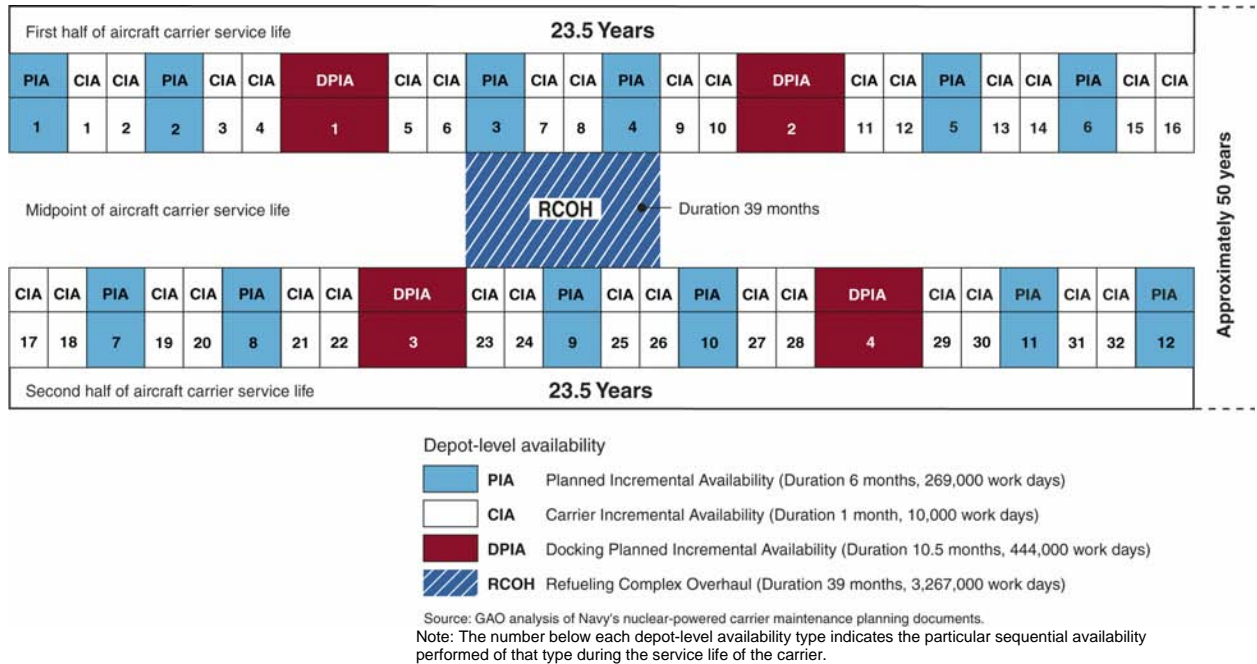 First half of aircraft carrier service life 23.5 Years
PIA CIA CIA PIA CIA CIA DPIA CIA CIA PIA CIA CIA PIA CIA CIA DPIA CIA CIA PIA CIA CIA PIA CIA CIA
1 1 2 2 3 4 1 5 6 3 7 8 4 9 10 2 11 12 5 13 14 6 15 16
Midpoint of aircraft carrier service life RCOH Duration 39 months
CIA CIA PIA CIA CIA PIA CIA CIA DPIA CIA CIA PIA CIA CIA PIA CIA CIA DPIA CIA CIA PIA CIA CIA PIA
17 18 7 19 20 8 21 22 3 23 24 9 25 26 10 27 28 4 29 30 11 31 32 12
Second half of aircraft carrier service life 23.5 Years
Approximately 50 years
Depot-level availability
PIA Planned Incremental Availability (Duration 6 months, 269,000 work days)
CIA Carrier Incremental Availability (Duration 1 month, 10,000 work days)
DPIA Docking Planned Incremental Availability (Duration 10.5 months, 444,000 work days)
RCOH Refueling Complex Overhaul (Duration 39 months, 3,267,000 work days)
Source: GAO analysis of Navy's nuclear-powered carrier maintenance planning documents.
Note: The number below each depot-level availability type indicates the particular sequential availability
performed of that type during the service life of the carrier.